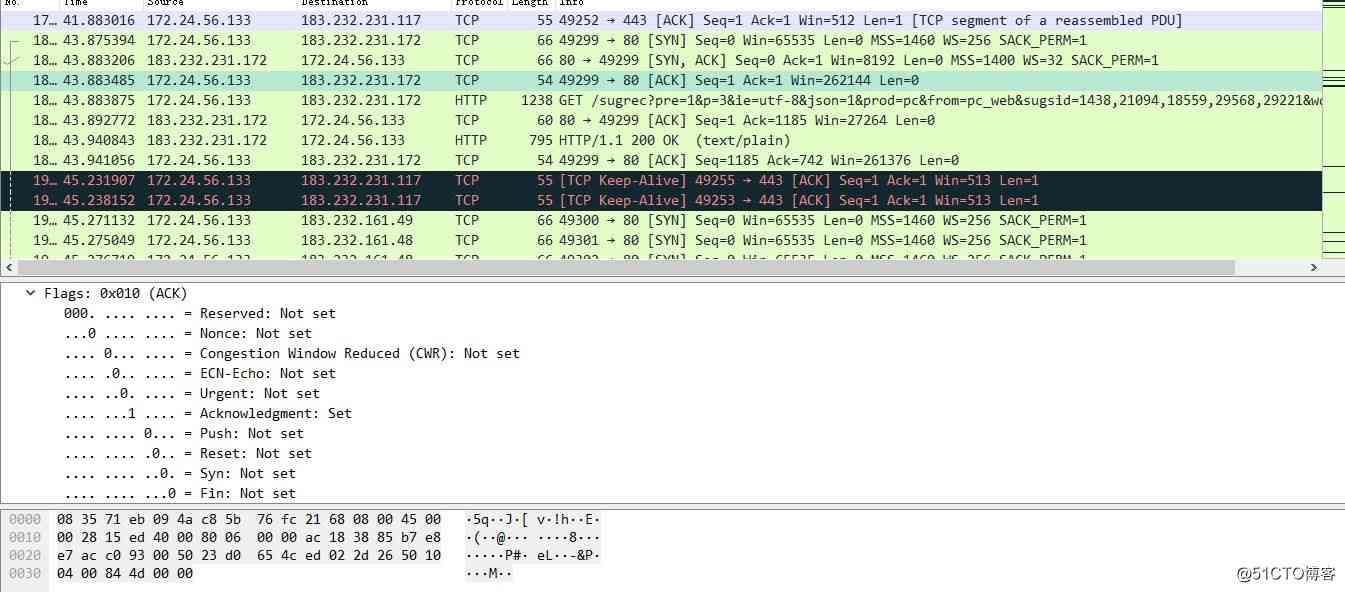 No. Time Source Destination Protocol Length Info
17… 41.883016 172.24.56.133 183.232.231.117 TCP 55 49252 → 443 [ACK] Seq=1 Ack=1 Win=512 Len=1 [TCP segment of a reassembled PDU]
18… 43.875394 172.24.56.133 183.232.231.172 TCP 66 49299 → 80 [SYN] Seq=0 Win=65535 Len=0 MSS=1460 WS=256 SACK_PERM=1
18… 43.883206 183.232.231.172 172.24.56.133 TCP 66 80 → 49299 [SYN, ACK] Seq=0 Ack=1 Win=8192 Len=0 MSS=1400 WS=32 SACK_PERM=1
18… 43.883485 172.24.56.133 183.232.231.172 TCP 54 49299 → 80 [ACK] Seq=1 Ack=1 Win=262144 Len=0
18… 43.883875 172.24.56.133 183.232.231.172 HTTP 1238 GET /sugrec?pre=1&p=3&ie=utf-8&json=1&prod=pc&from=pc_web&sugsid=1438,21094,18559,29568,29221&wd
18… 43.892772 183.232.231.172 172.24.56.133 TCP 60 80 → 49299 [ACK] Seq=1 Ack=1185 Win=27264 Len=0
18… 43.940843 183.232.231.172 172.24.56.133 HTTP 795 HTTP/1.1 200 OK (text/plain)
18… 43.941056 172.24.56.133 183.232.231.172 TCP 54 49299 → 80 [ACK] Seq=1185 Ack=742 Win=261376 Len=0
19… 45.231907 172.24.56.133 183.232.231.117 TCP 55 [TCP Keep-Alive] 49255 → 443 [ACK] Seq=1 Ack=1 Win=513 Len=1
19… 45.238152 172.24.56.133 183.232.231.117 TCP 55 [TCP Keep-Alive] 49253 → 443 [ACK] Seq=1 Ack=1 Win=513 Len=1
19… 45.271132 172.24.56.133 183.232.161.49 TCP 66 49300 → 80 [SYN] Seq=0 Win=65535 Len=0 MSS=1460 WS=256 SACK_PERM=1
19… 45.275049 172.24.56.133 183.232.161.48 TCP 66 49301 → 80 [SYN] Seq=0 Win=65535 Len=0 MSS=1460 WS=256 SACK_PERM=1
Flags: 0x010 (ACK)
000. .... .... = Reserved: Not set
...0 .... .... = Nonce: Not set
.... 0... .... = Congestion Window Reduced (CWR): Not set
.... .0.. .... = ECN-Echo: Not set
.... ..0. .... = Urgent: Not set
.... ...1 .... = Acknowledgment: Set
.... .... 0... = Push: Not set
.... .... .0.. = Reset: Not set
.... .... ..0. = Syn: Not set
.... .... ...0 = Fin: Not set
0000 08 35 71 eb 09 4a c8 5b 76 fc 21 68 08 00 45 00 ·5q··J·[ v·!h··E·
0010 00 28 15 ed 40 00 80 06 00 00 ac 18 38 85 b7 e8 ·(··@··· ····8···
0020 e7 ac c0 93 00 50 23 d0 65 4c ed 02 2d 26 50 10 ·····P#· eL··-&P·
0030 04 00 84 4d 00 00 ···M··
@51CTO博客